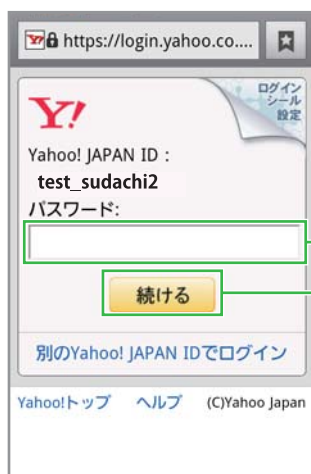 https://login.yahoo.co....
ログイン
シール
設定
Y!
Yahoo! JAPAN ID :
test_sudachi2
パスワード:
続ける
別のYahoo! JAPAN IDでログイン
Yahoo!トップ ヘルプ (C)Yahoo Japan